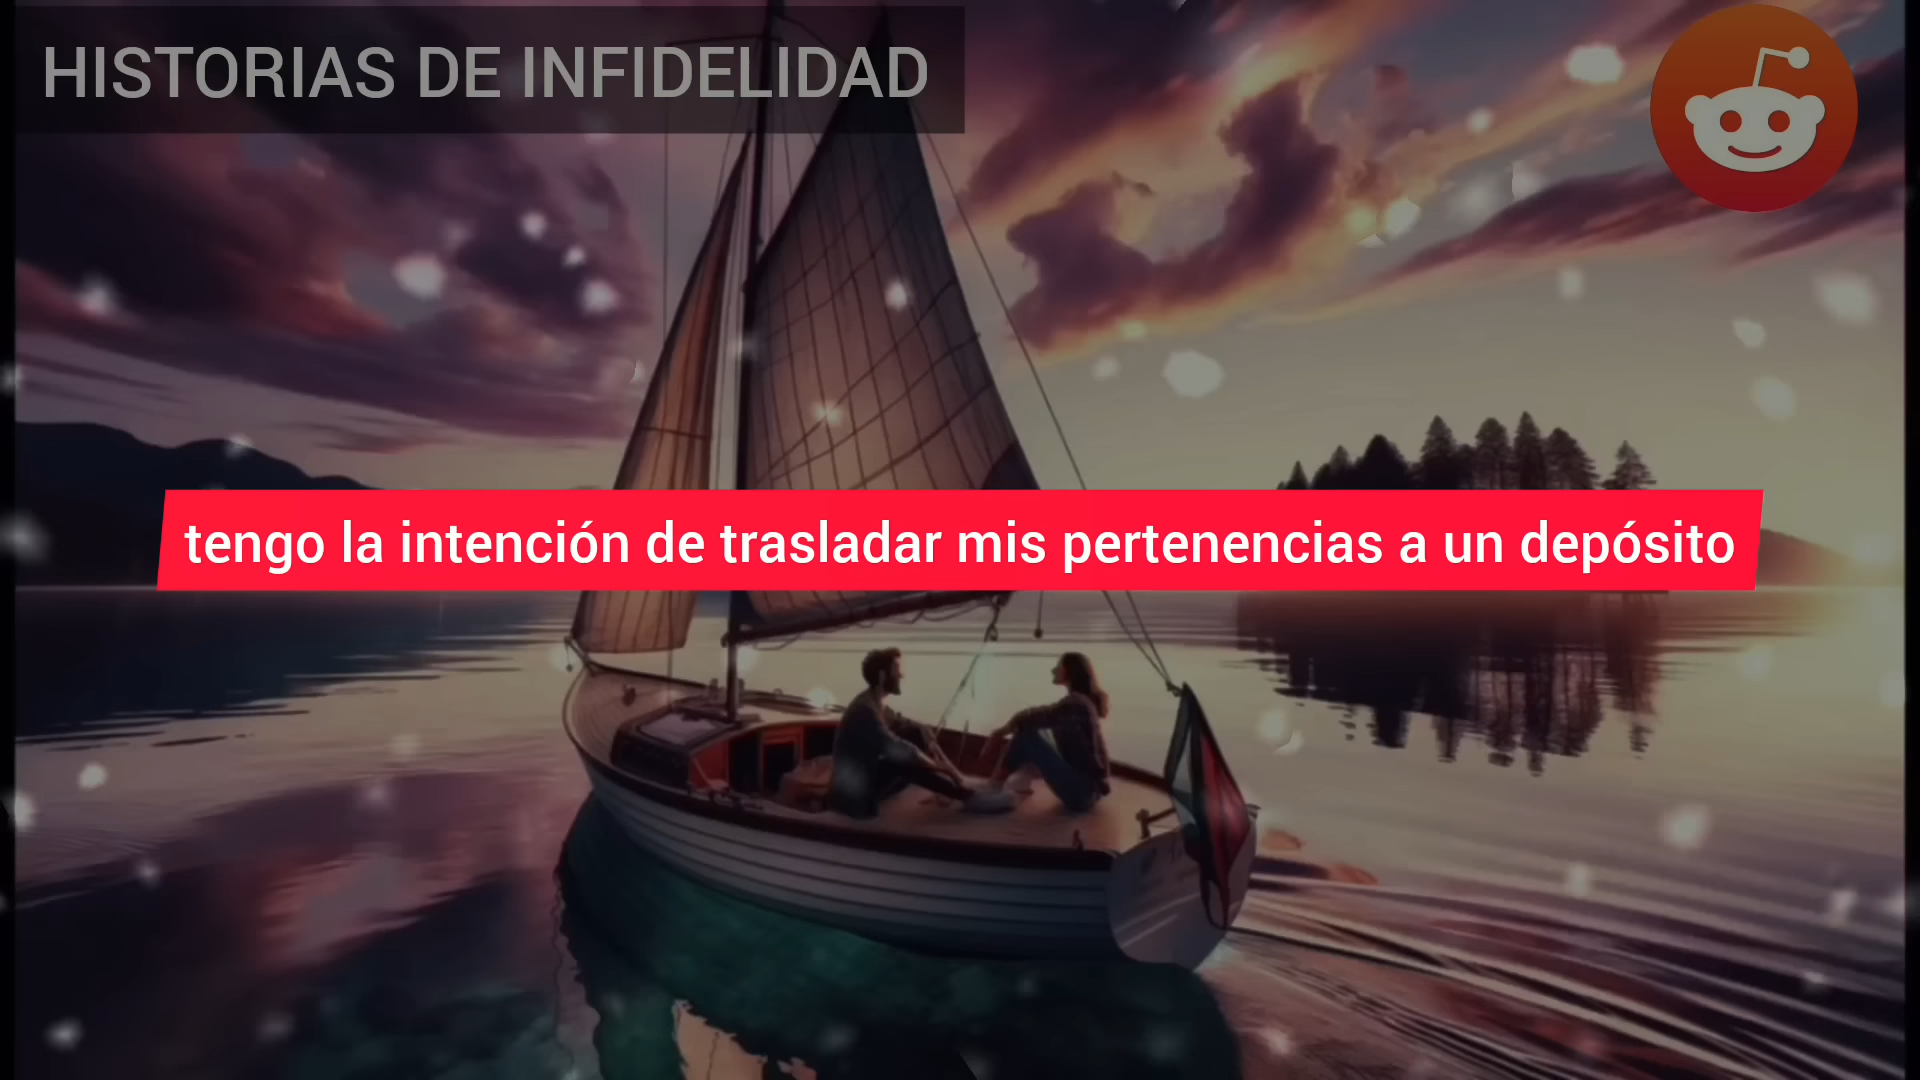 HISTORIAS DE INFIDELIDAD
tengo la intención de trasladar mis pertenencias a un depósito